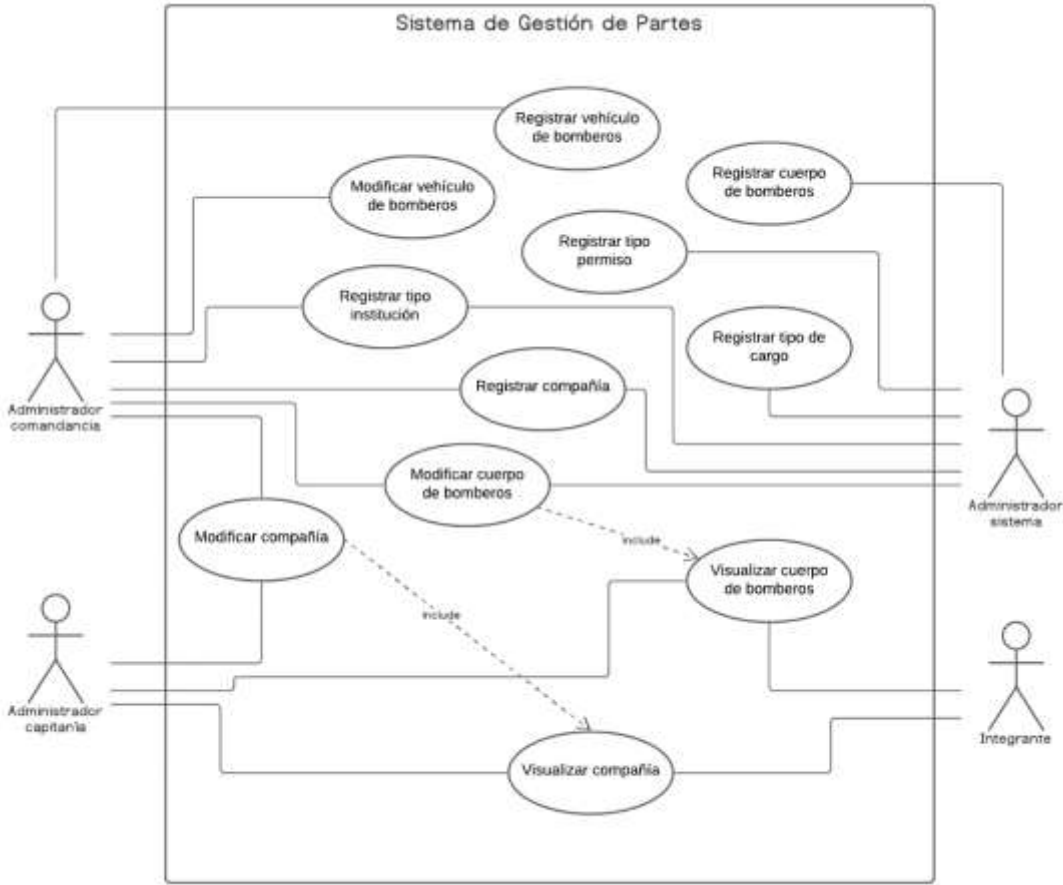 Sistema de Gestión de Partes
Registrar vehículo
de bomberos
Modificar vehículo
de bomberos
Registrar cuerpo
de bomberos
Registrar tipo
permiso
Registrar tipo
institución
Registrar tipo de
cargo
Registrar compañía
Administrador
comandancia
Modificar cuerpo
de bomberos
Administrador
sistema
Modificar compañía
include
Visualizar cuerpo
de bomberos
include
Administrador
capitanía
Integrante
Visualizar compañía